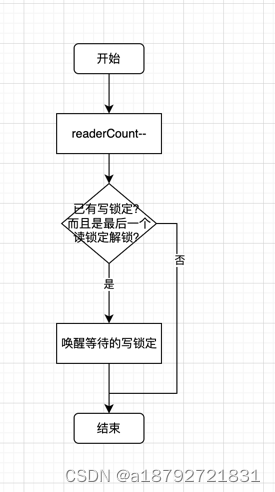 开始
readerCount--
已有写锁定?
而且是最后一个
读锁定解锁?
否
是
唤醒等待的写锁定
结束
CSDN @a18792721831